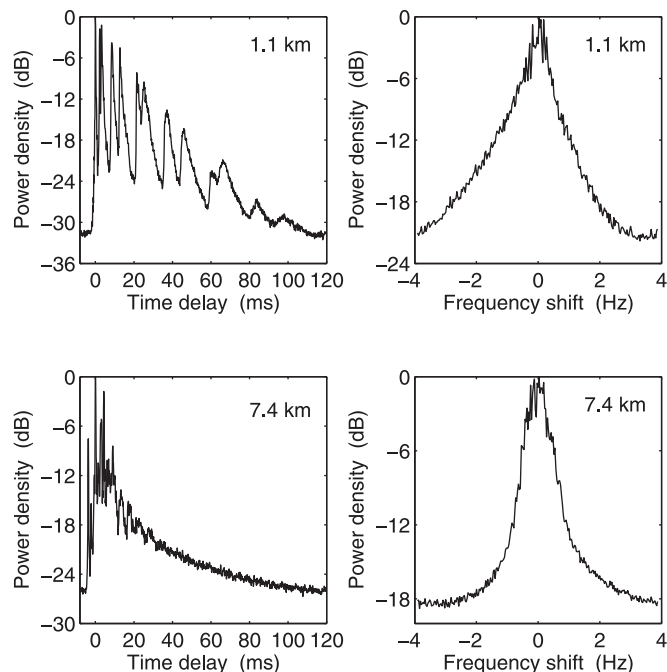 0
−6
−12
−18
−24
−30
−36
Power density (dB)
1.1 km
0 20 40 60 80 100 120
Time delay (ms)
0
−6
−12
−18
−24
Power density (dB)
1.1 km
−4 −2 0 2 4
Frequency shift (Hz)
0
−6
−12
−18
−24
−30
Power density (dB)
7.4 km
0 20 40 60 80 100 120
Time delay (ms)
0
−6
−12
−18
Power density (dB)
7.4 km
−4 −2 0 2 4
Frequency shift (Hz)